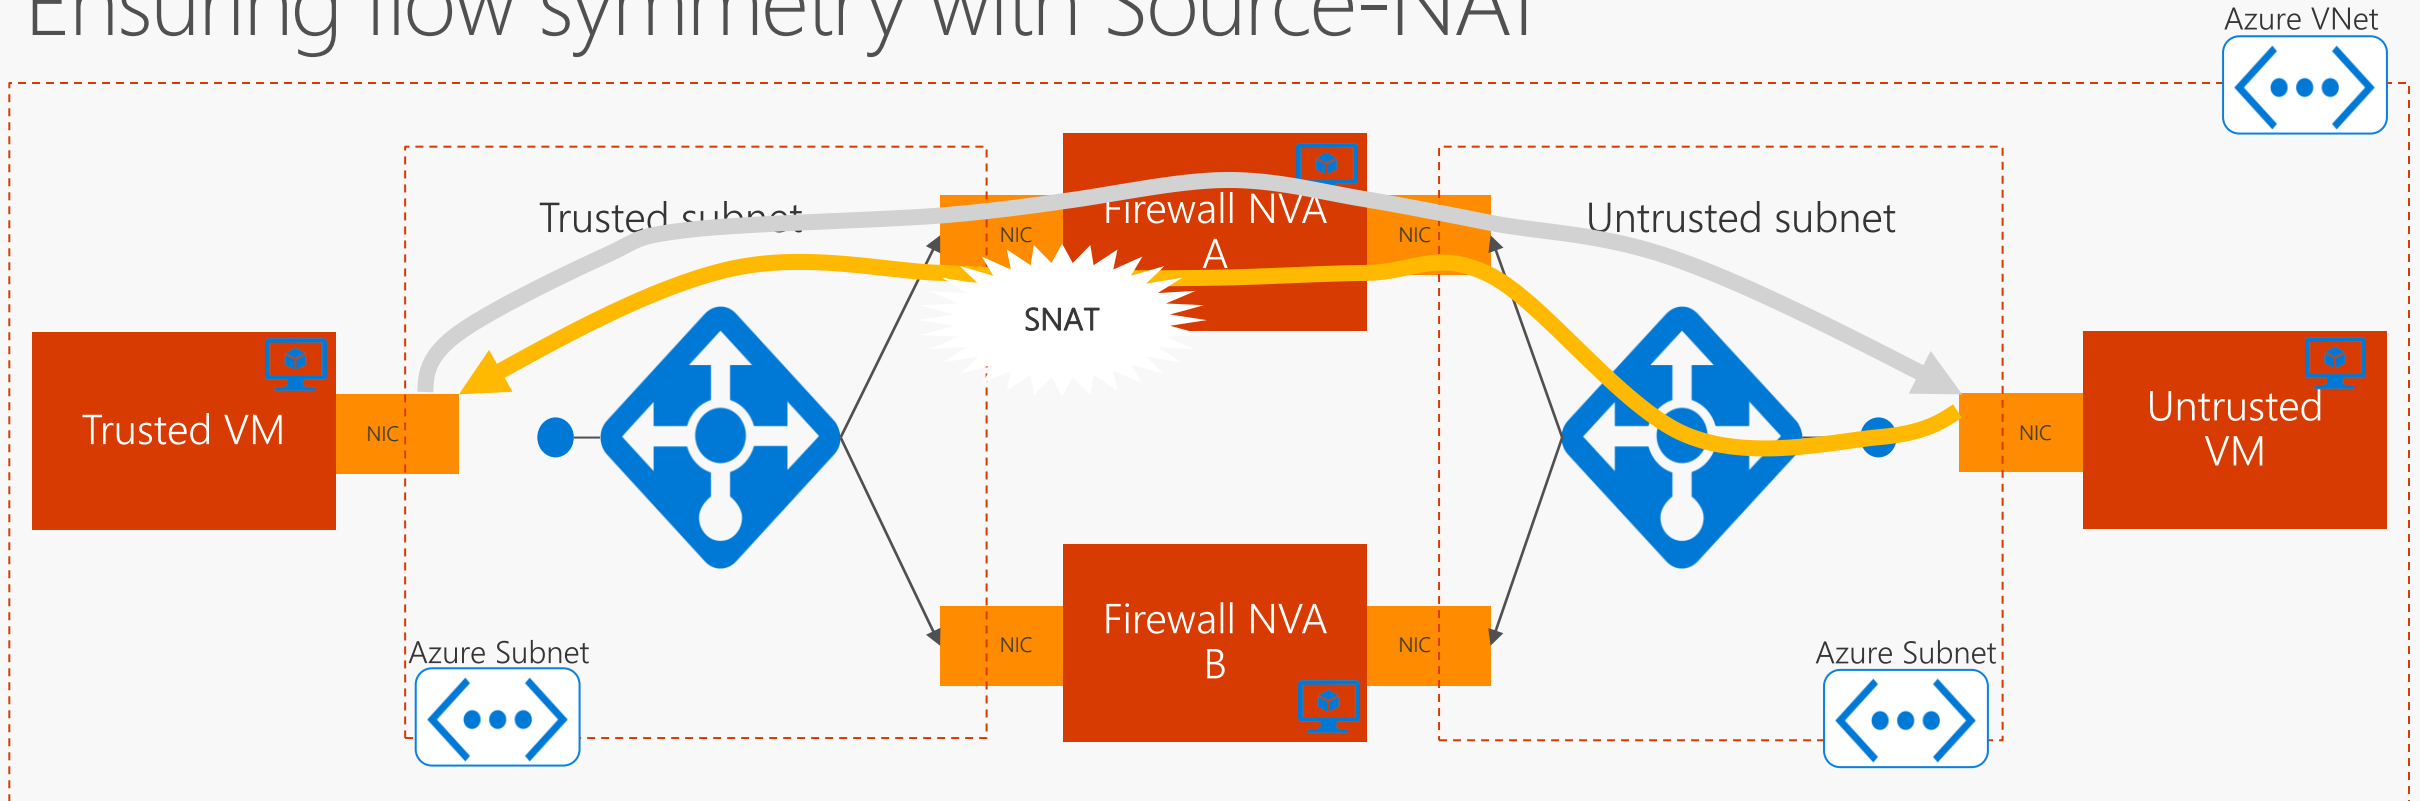 Ensuring flow symmetry with Source-NAT
Azure VNet
Trusted subnet
Firewall NVA
A
Untrusted subnet
NIC
NIC
SNAT
Trusted VM
NIC
NIC
Untrusted
VM
Firewall NVA
B
NIC
NIC
Azure Subnet
Azure Subnet